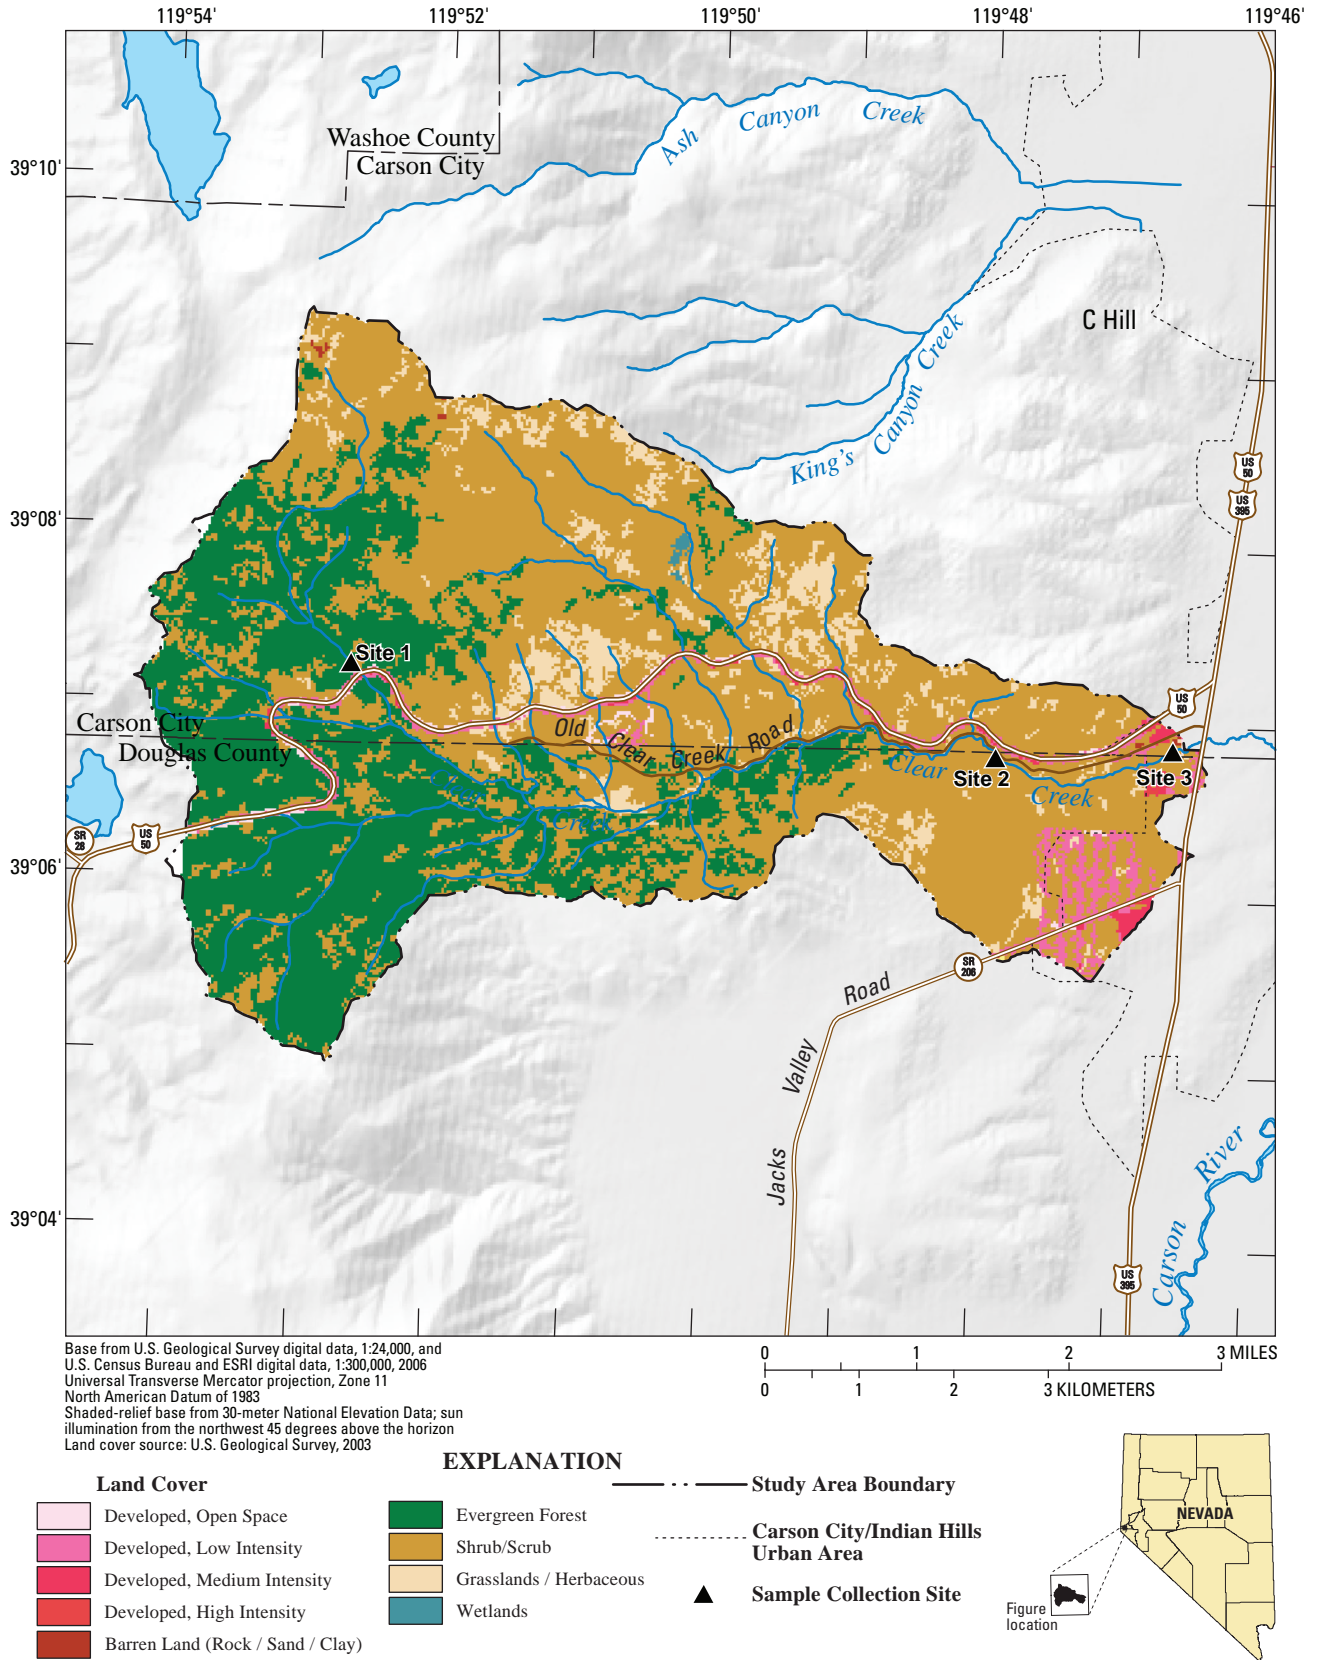 119°54'
119°52'
119°50'
119°48'
119°46'
Ash Canyon Creek
Washoe County
Carson City
39°10'
C Hill
King's Canyon Creek
US
50
US
395
39°08'
Site 1
US
50
Carson City
Douglas County
Old Clear Creek Road
Clear
Creek
Clear
Creek
Site 2
Site 3
SR
28
US
50
39°06'
SR
206
Jacks Valley Road
39°04'
Carson River
US
395
Base from U.S. Geological Survey digital data, 1:24,000, and
U.S. Census Bureau and ESRI digital data, 1:300,000, 2006
Universal Transverse Mercator projection, Zone 11
North American Datum of 1983
Shaded-relief base from 30-meter National Elevation Data; sun
illumination from the northwest 45 degrees above the horizon
Land cover source: U.S. Geological Survey, 2003
0 1 2 3 MILES
0 1 2 3 KILOMETERS
EXPLANATION
Land Cover
Developed, Open Space
Developed, Low Intensity
Developed, Medium Intensity
Developed, High Intensity
Barren Land (Rock / Sand / Clay)
Evergreen Forest
Shrub/Scrub
Grasslands / Herbaceous
Wetlands
Study Area Boundary
Carson City/Indian Hills
Urban Area
Sample Collection Site
NEVADA
Figure
location